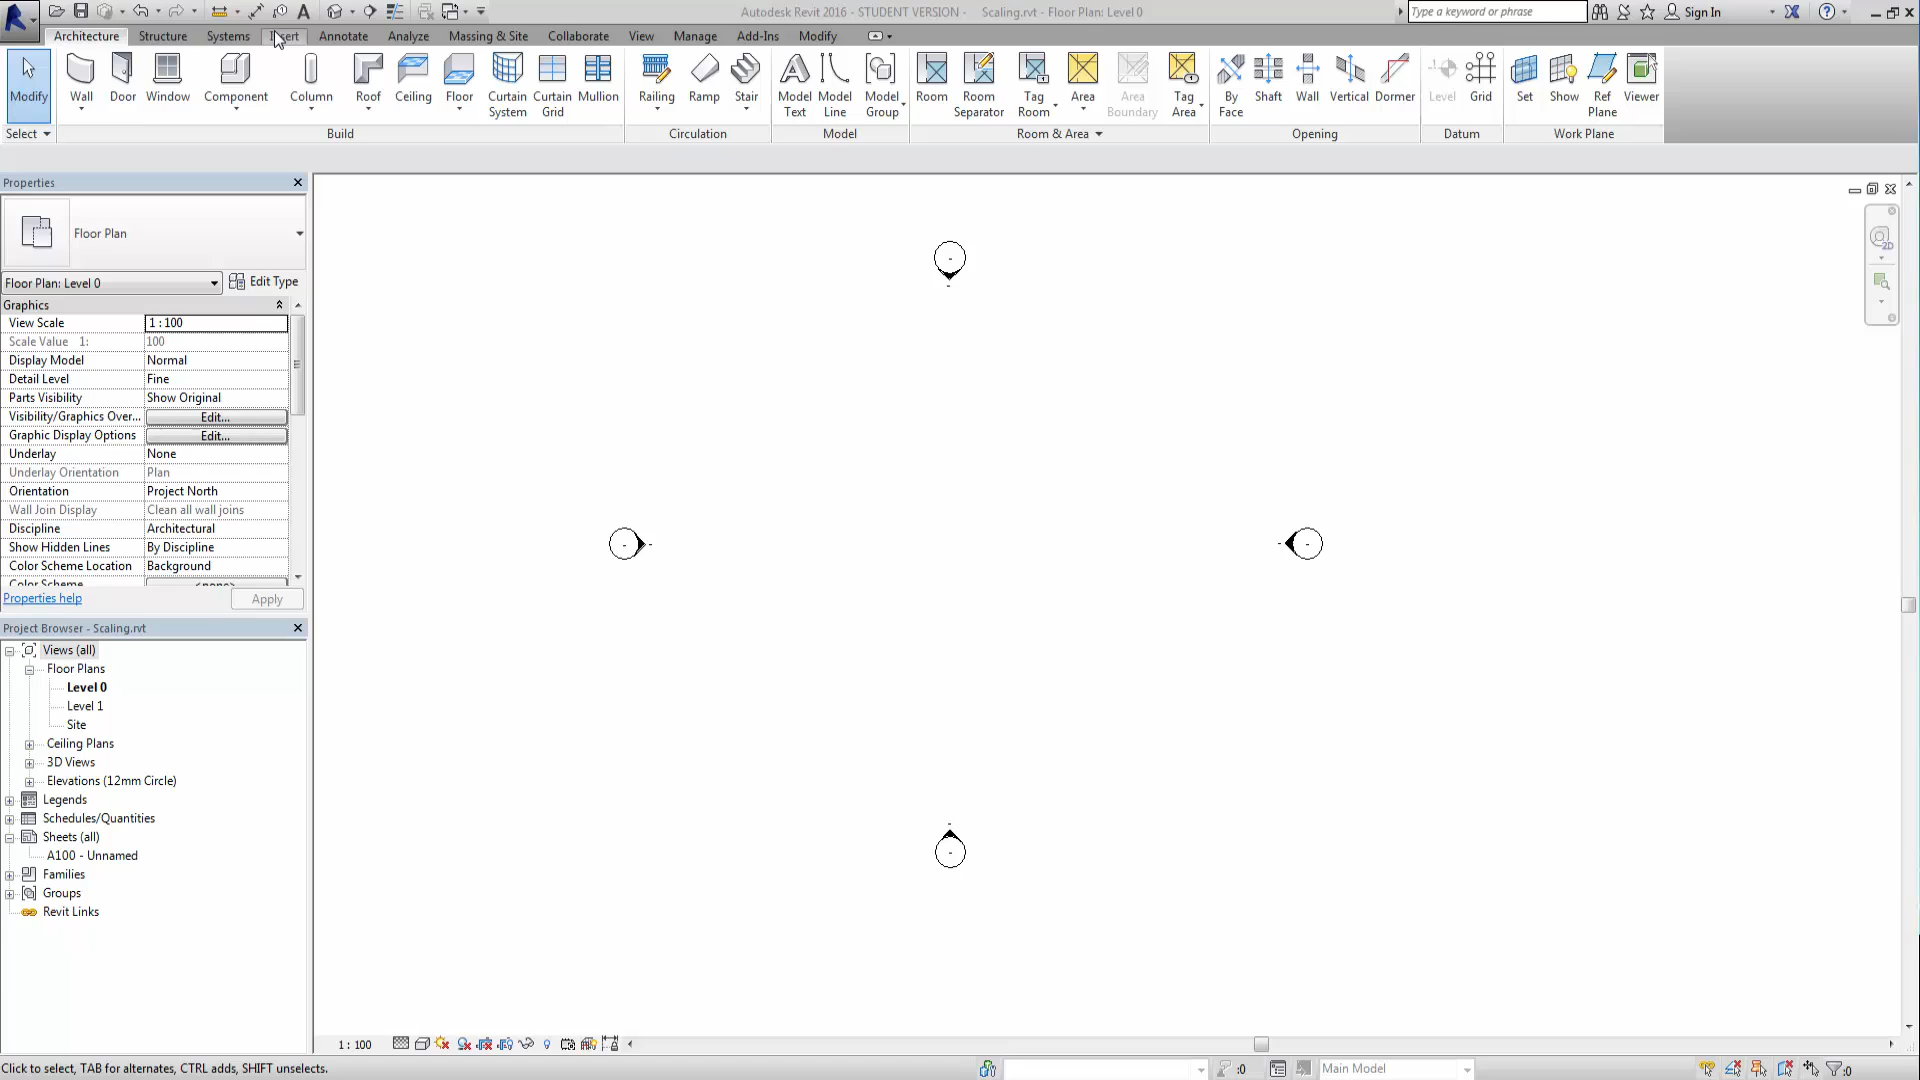 Autodesk Revit 2016 - STUDENT VERSION - Scaling.rvt - Floor Plan: Level 0
Type a keyword or phrase
Sign In
Architecture Structure Systems Insert Annotate Analyze Massing & Site Collaborate View Manage Add-Ins Modify
Modify Wall Door Window Component Column Roof Ceiling Floor Curtain System Curtain Grid Mullion Railing Ramp Stair Model Text Model Line Model Group Room Room Separator Tag Room Area Area Boundary Tag Area By Face Shaft Wall Vertical Dormer Level Grid Set Show Ref Plane Viewer
Select Build Circulation Model Room & Area Opening Datum Work Plane
Properties
Floor Plan
Floor Plan: Level 0 Edit Type
Graphics
View Scale 1 : 100
Scale Value 1: 100
Display Model Normal
Detail Level Fine
Parts Visibility Show Original
Visibility/Graphics Over... Edit...
Graphic Display Options Edit...
Underlay None
Underlay Orientation Plan
Orientation Project North
Wall Join Display Clean all wall joins
Discipline Architectural
Show Hidden Lines By Discipline
Color Scheme Location Background
Color Scheme <none>
Properties help Apply
Project Browser - Scaling.rvt
Views (all)
Floor Plans
Level 0
Level 1
Site
Ceiling Plans
3D Views
Elevations (12mm Circle)
Legends
Schedules/Quantities
Sheets (all)
A100 - Unnamed
Families
Groups
Revit Links
2D
1 : 100
Click to select, TAB for alternates, CTRL adds, SHIFT unselects.
:0
Main Model
:0